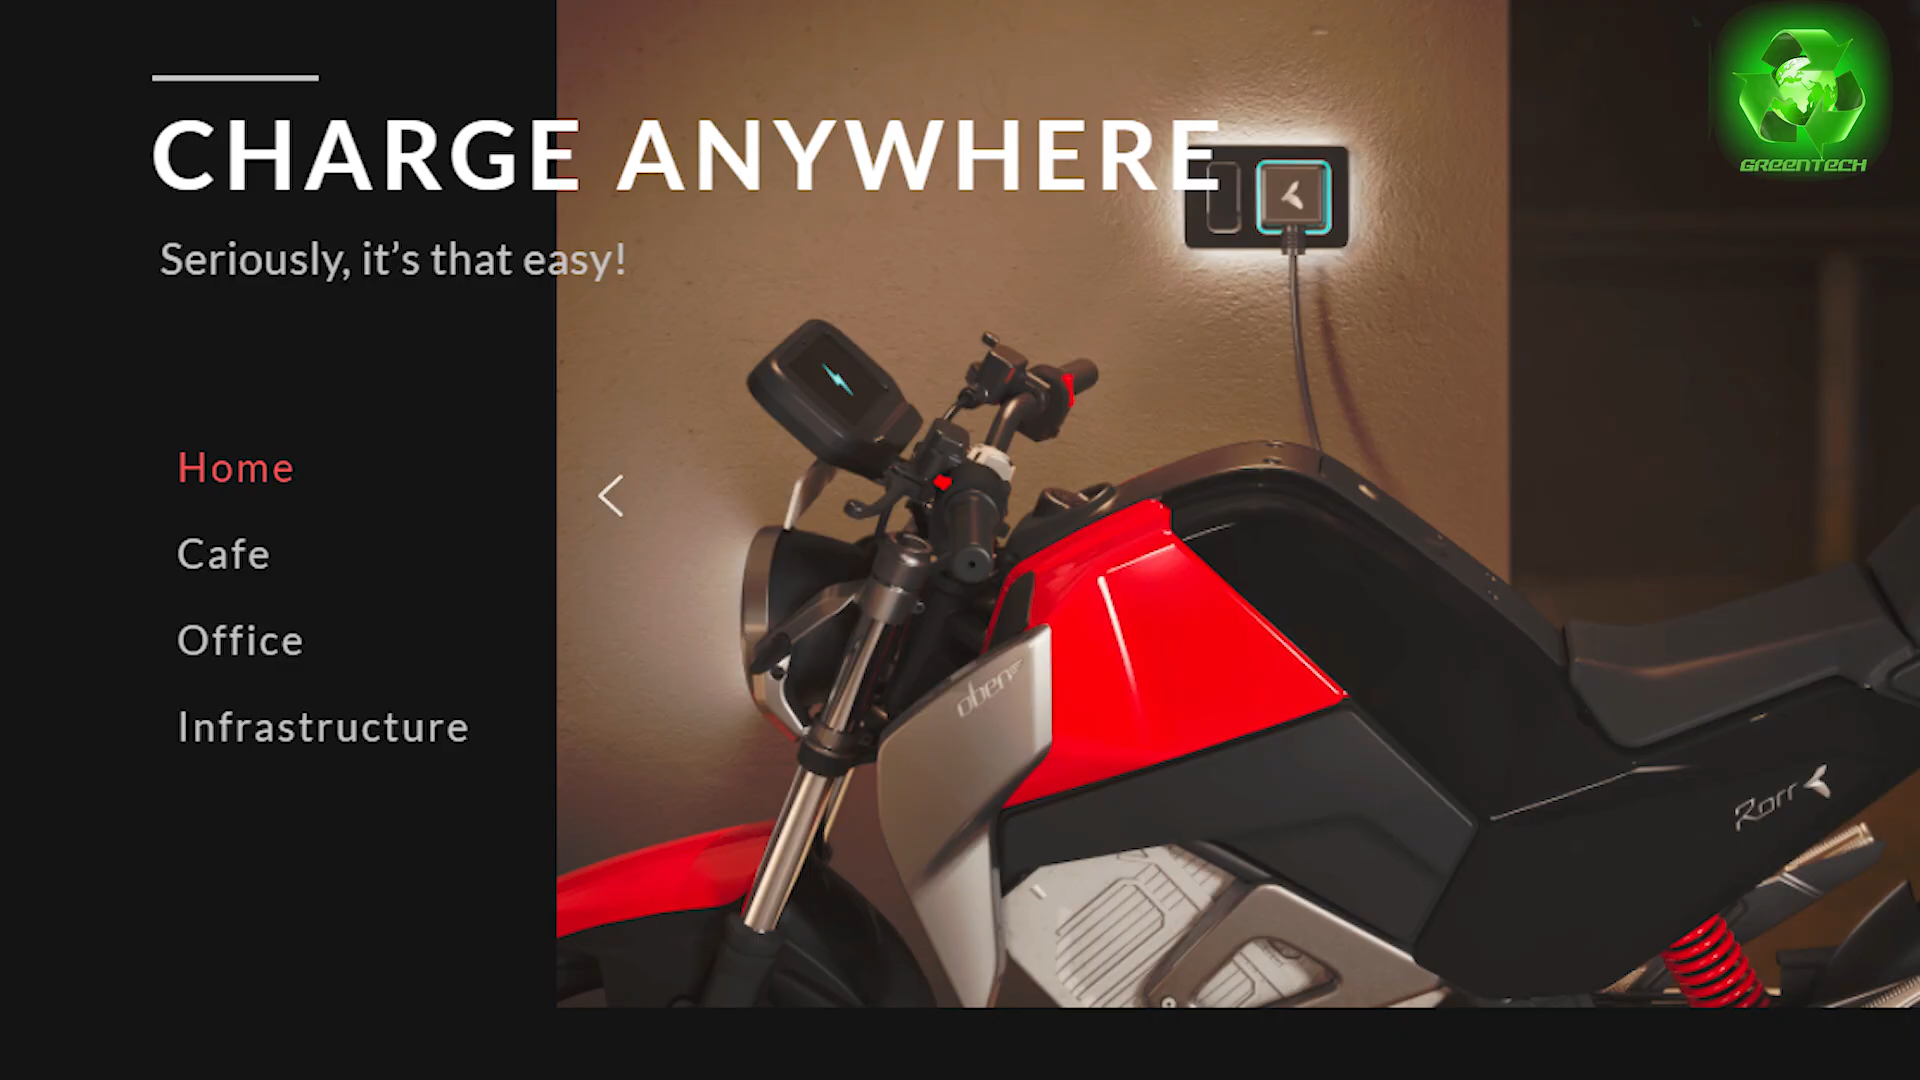 CHARGE ANYWHERE
GREENTECH
Seriously, it’s that easy!
Home
Cafe
Office
Infrastructure
oben
Rorr